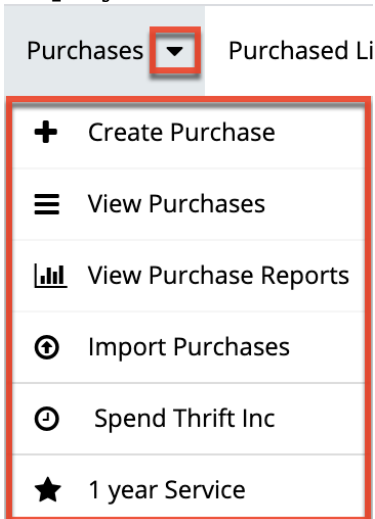 Purchases Purchased Li
Create Purchase
View Purchases
View Purchase Reports
Import Purchases
Spend Thrift Inc
1 year Service